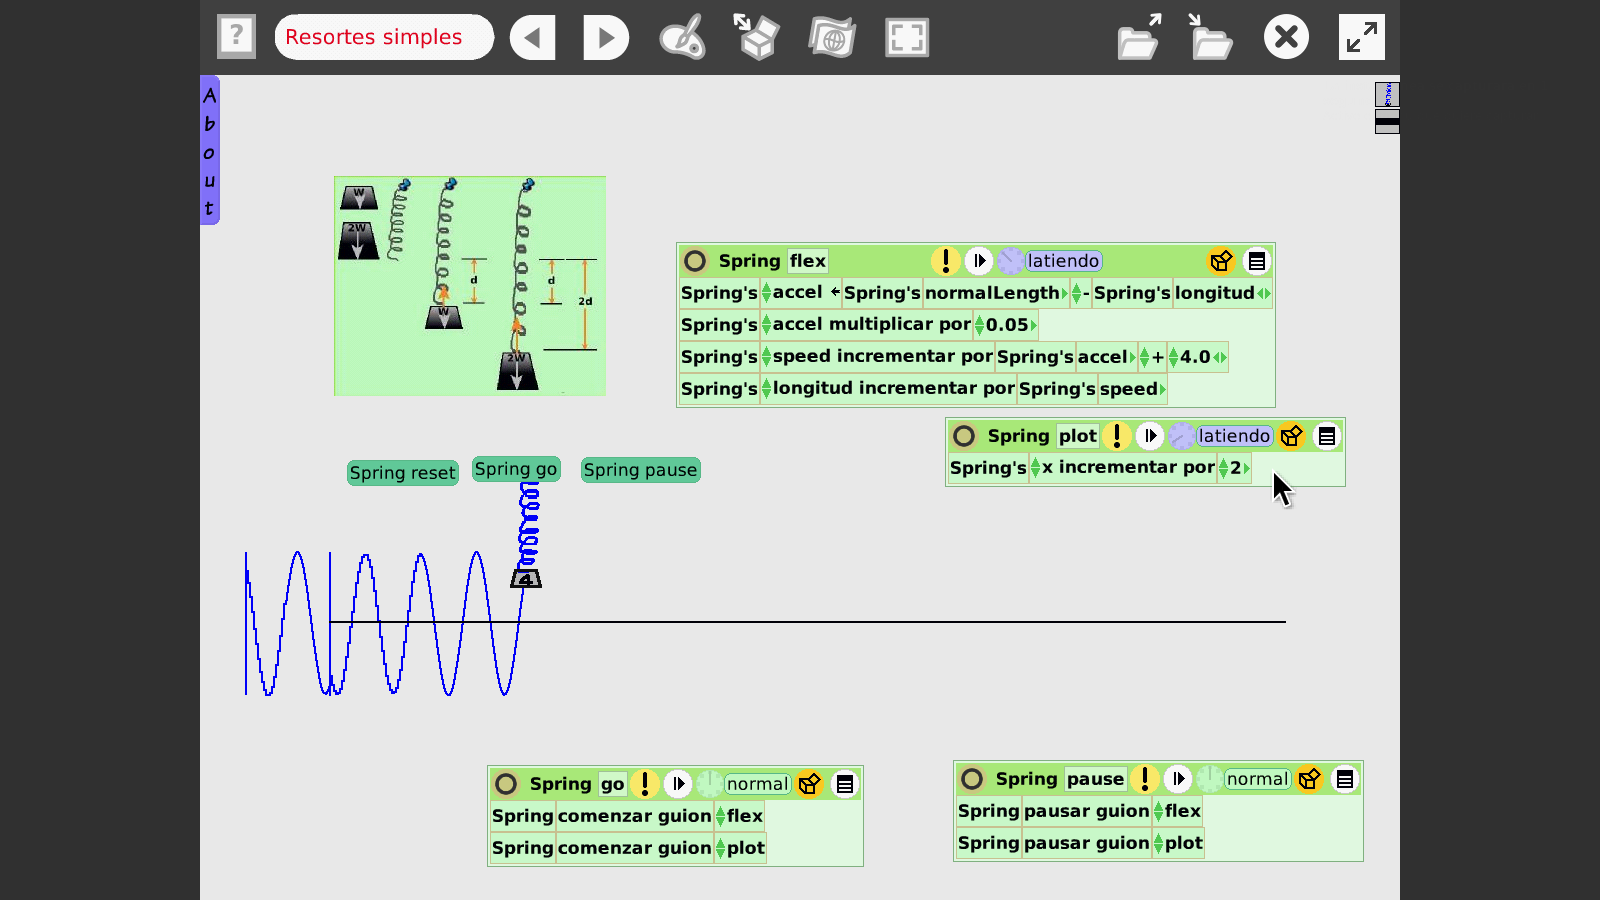 ?
Resortes simples
About
W
2W
d
d
2d
W
2W
Spring flex ! latiendo
Spring's accel ← Spring's normalLength - Spring's longitud
Spring's accel multiplicar por 0.05
Spring's speed incrementar por Spring's accel + 4.0
Spring's longitud incrementar por Spring's speed
Spring plot ! latiendo
Spring's x incrementar por 2
Spring reset
Spring go
Spring pause
4
Spring go ! normal
Spring comenzar guion flex
Spring comenzar guion plot
Spring pause ! normal
Spring pausar guion flex
Spring pausar guion plot